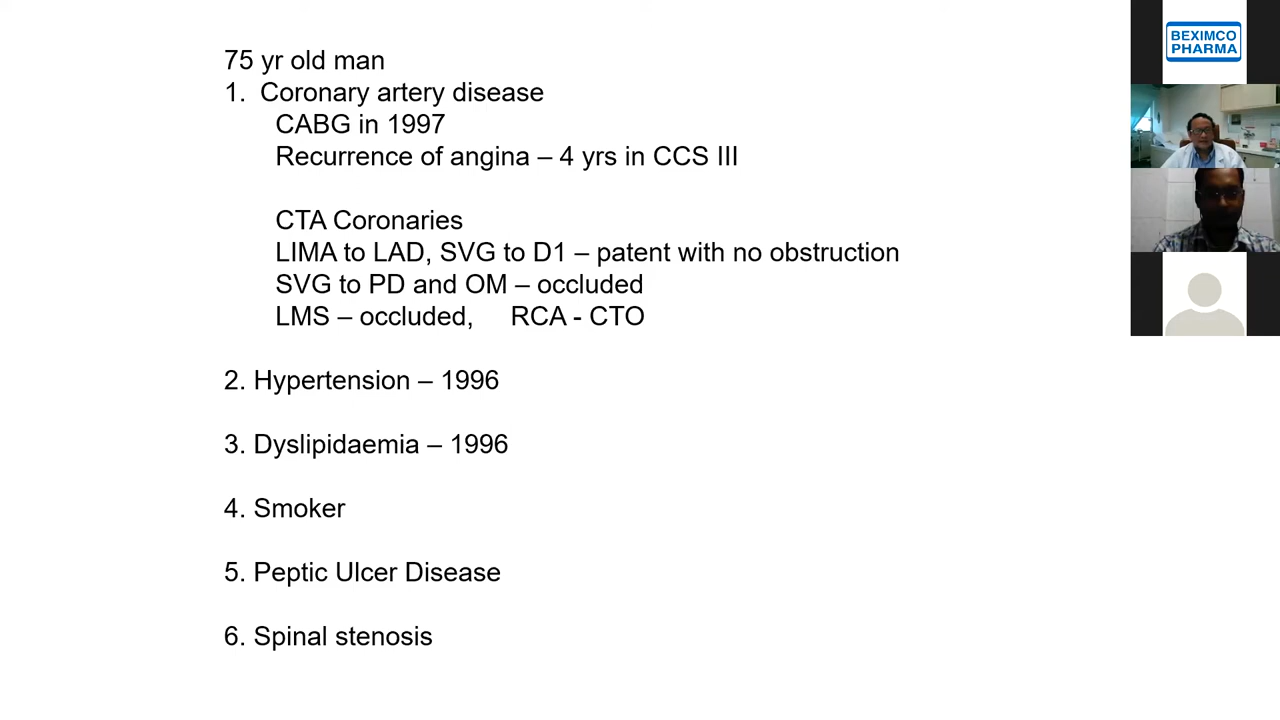 75 yr old man
1. Coronary artery disease
CABG in 1997
Recurrence of angina – 4 yrs in CCS III
CTA Coronaries
LIMA to LAD, SVG to D1 – patent with no obstruction
SVG to PD and OM – occluded
LMS – occluded, RCA - CTO
2. Hypertension – 1996
3. Dyslipidaemia – 1996
4. Smoker
5. Peptic Ulcer Disease
6. Spinal stenosis
BEXIMCO
PHARMA